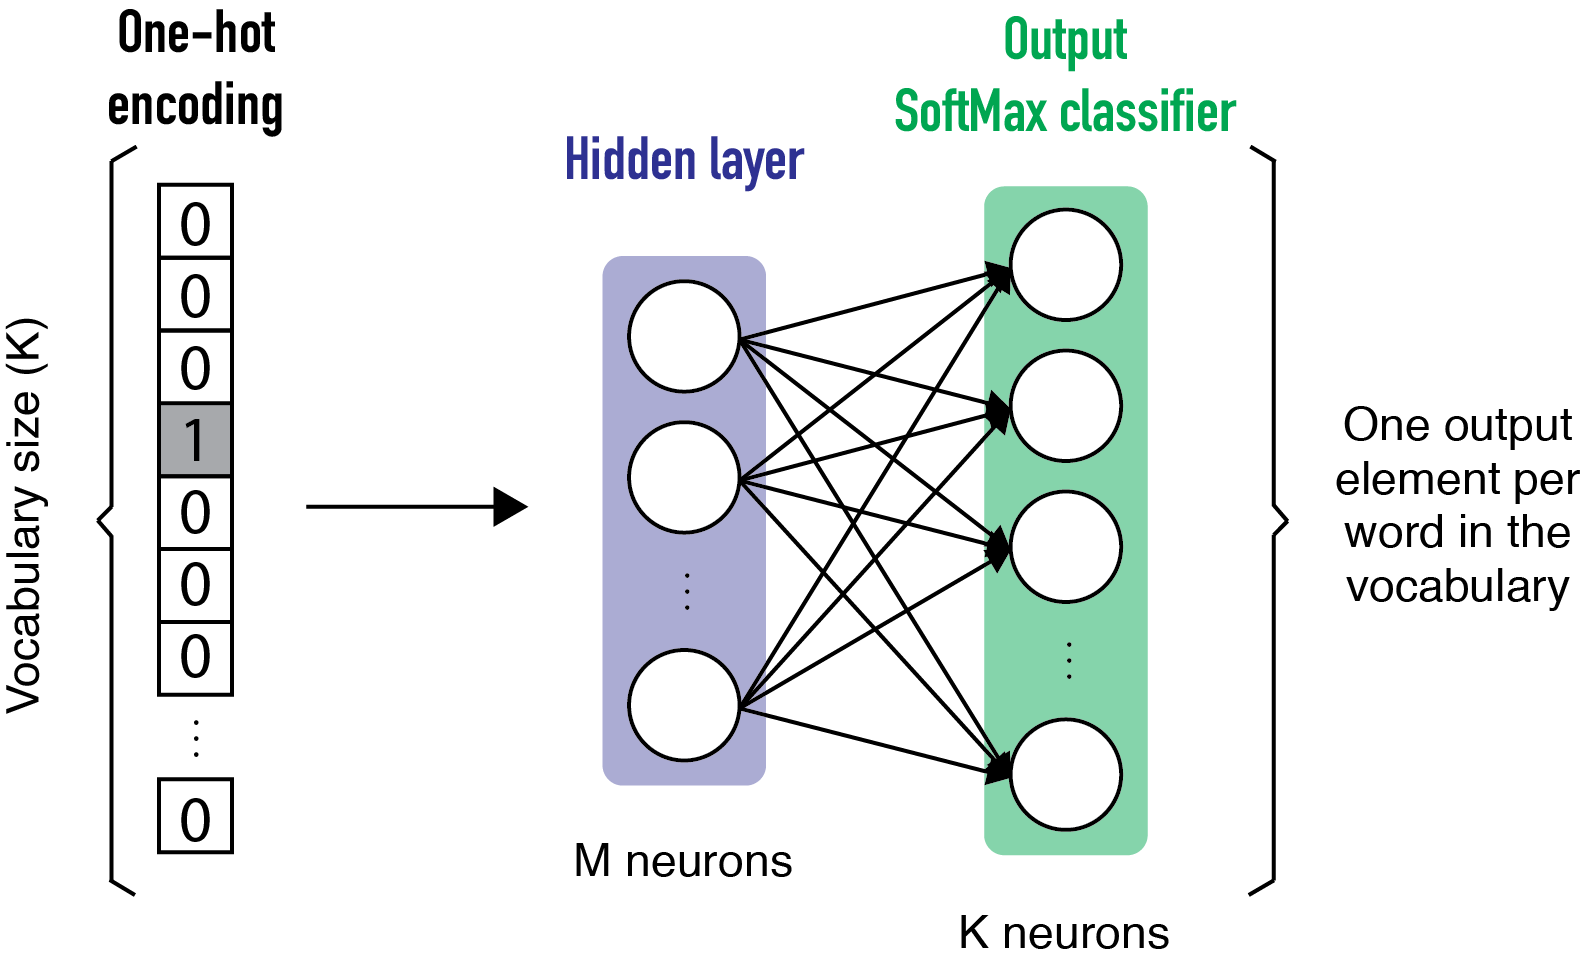 One-hot
encoding
Vocabulary size (K)
0
0
0
1
0
0
0
0
Hidden layer
M neurons
Output
SoftMax classifier
K neurons
One output
element per
word in the
vocabulary